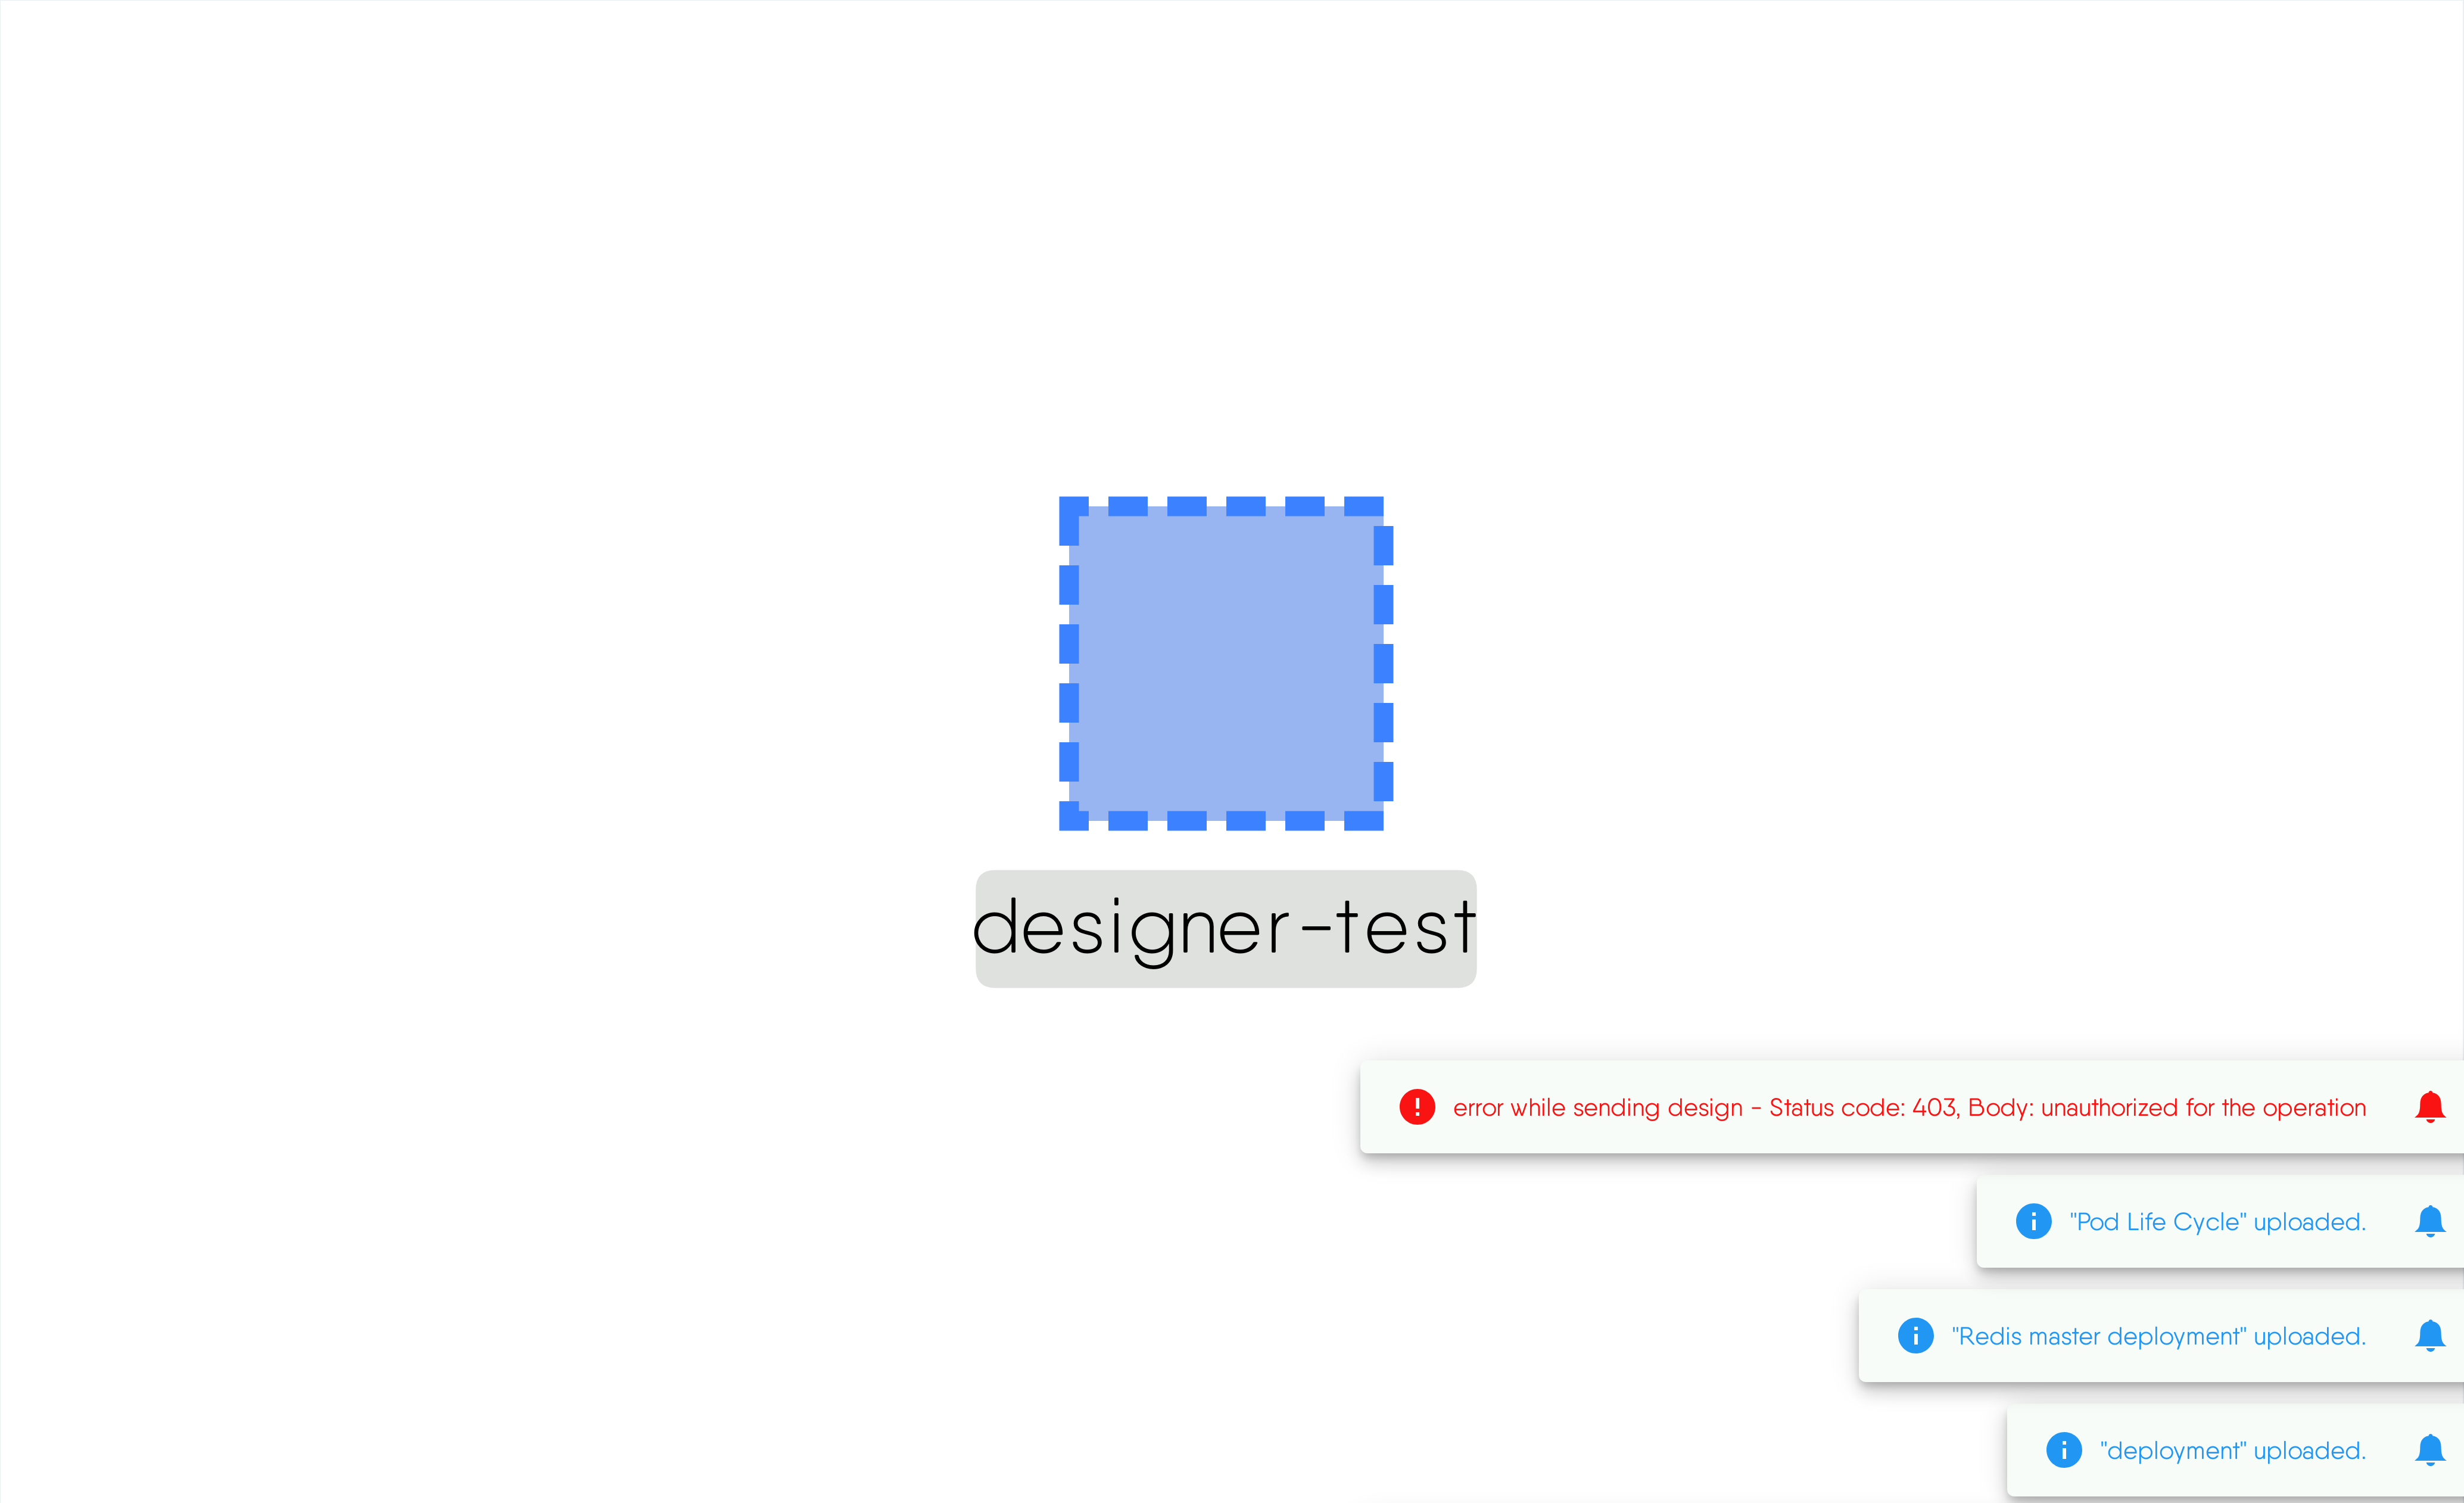 designer-test
error while sending design - Status code: 403, Body: unauthorized for the operation
"Pod Life Cycle" uploaded.
"Redis master deployment" uploaded.
"deployment" uploaded.